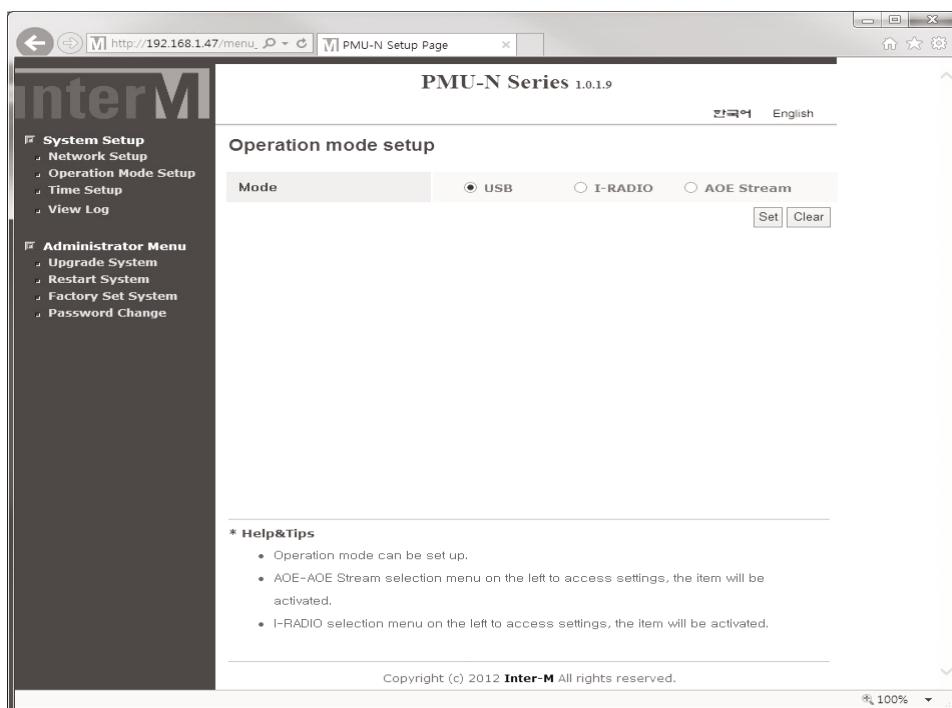 http://192.168.1.47/menu_
PMU-N Setup Page
interM
PMU-N Series 1.0.1.9
한국어 English
System Setup
Network Setup
Operation Mode Setup
Time Setup
View Log
Administrator Menu
Upgrade System
Restart System
Factory Set System
Password Change
Operation mode setup
Mode USB I-RADIO AOE Stream
Set Clear
* Help&Tips
• Operation mode can be set up.
• AOE-AOE Stream selection menu on the left to access settings, the item will be
activated.
• I-RADIO selection menu on the left to access settings, the item will be activated.
Copyright (c) 2012 Inter-M All rights reserved.
100%